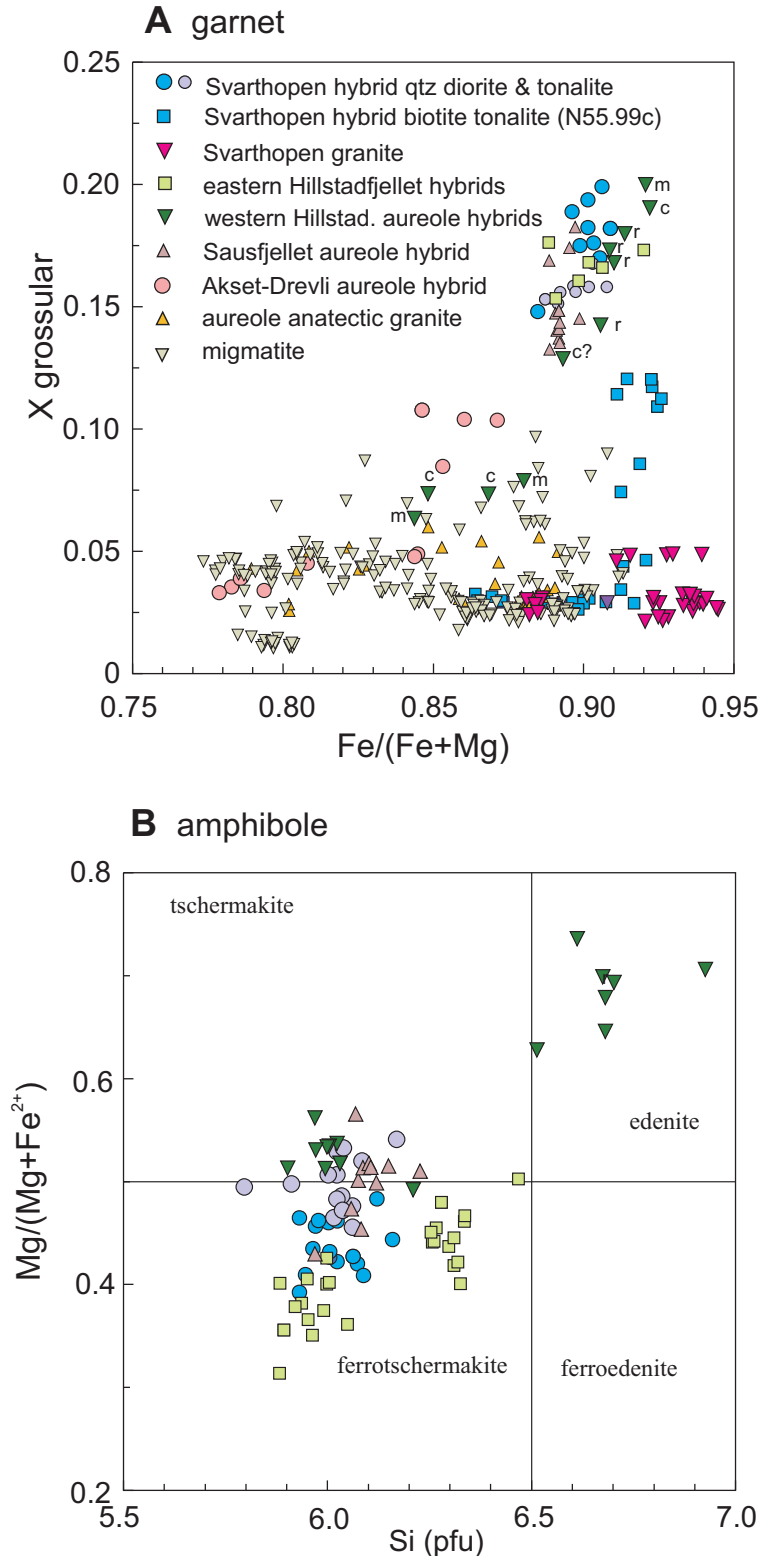 A garnet
0.25
0.20
0.15
0.10
0.05
0
X grossular
Svarthopen hybrid qtz diorite & tonalite
Svarthopen hybrid biotite tonalite (N55.99c)
Svarthopen granite
eastern Hillstadfjellet hybrids
western Hillstad. aureole hybrids
Sausfjellet aureole hybrid
Akset-Drevli aureole hybrid
aureole anatectic granite
migmatite
m
c
r
r
r
r
c?
c
c
m
m
0.75
0.80
0.85
0.90
0.95
Fe/(Fe+Mg)
B amphibole
0.8
0.6
0.4
0.2
Mg/(Mg+Fe²⁺)
tschermakite
edenite
ferrotschermakite
ferroedenite
5.5
6.0
6.5
7.0
Si (pfu)